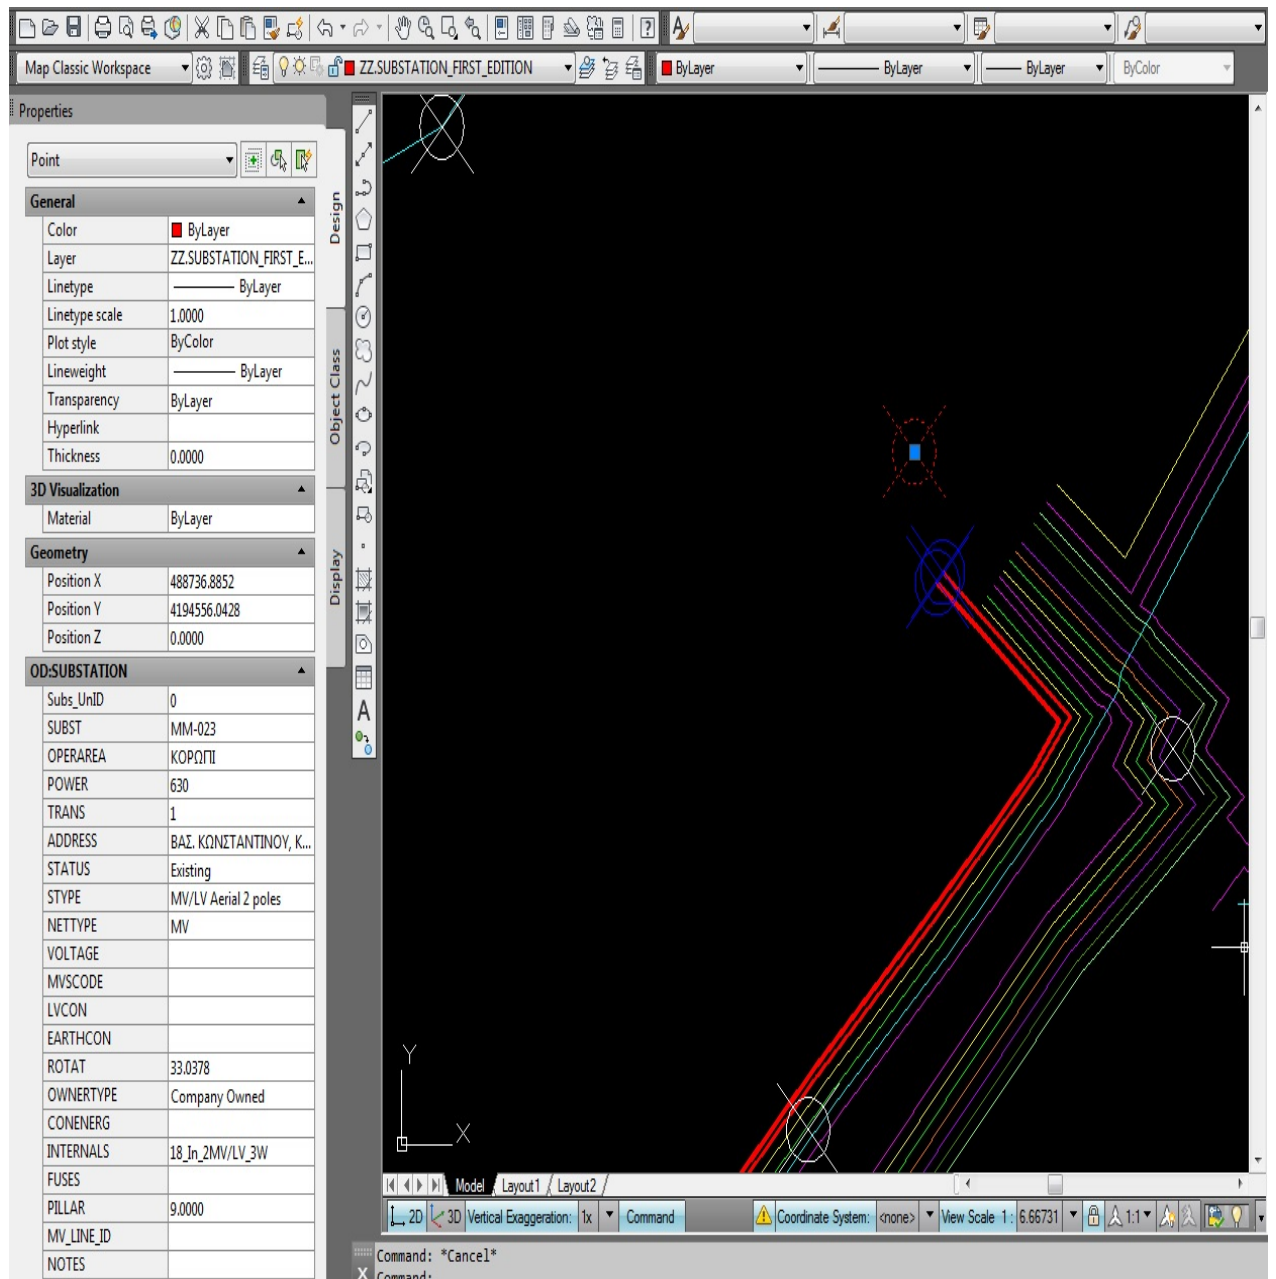 Map Classic Workspace
ZZ.SUBSTATION_FIRST_EDITION
ByLayer
ByLayer
ByLayer
ByColor
Properties
Point
General
Color ByLayer
Layer ZZ.SUBSTATION_FIRST_E...
Linetype ByLayer
Linetype scale 1.0000
Plot style ByColor
Lineweight ByLayer
Transparency ByLayer
Hyperlink
Thickness 0.0000
3D Visualization
Material ByLayer
Geometry
Position X 488736.8852
Position Y 4194556.0428
Position Z 0.0000
OD:SUBSTATION
Subs_UnID 0
SUBST MM-023
OPERAREA ΚΟΡΩΠΙ
POWER 630
TRANS 1
ADDRESS ΒΑΣ. ΚΩΝΣΤΑΝΤΙΝΟΥ, Κ...
STATUS Existing
STYPE MV/LV Aerial 2 poles
NETTYPE MV
VOLTAGE
MVSCODE
LVCON
EARTHCON
ROTAT 33.0378
OWNERTYPE Company Owned
CONENERG
INTERNALS 18_In_2MV/LV_3W
FUSES
PILLAR 9.0000
MV_LINE_ID
NOTES
Design
Object Class
Display
A
Y
X
Model Layout1 Layout2
2D 3D Vertical Exaggeration: 1x Command Coordinate System: <none> View Scale 1: 6.66731 1:1
Command: *Cancel*
Command: